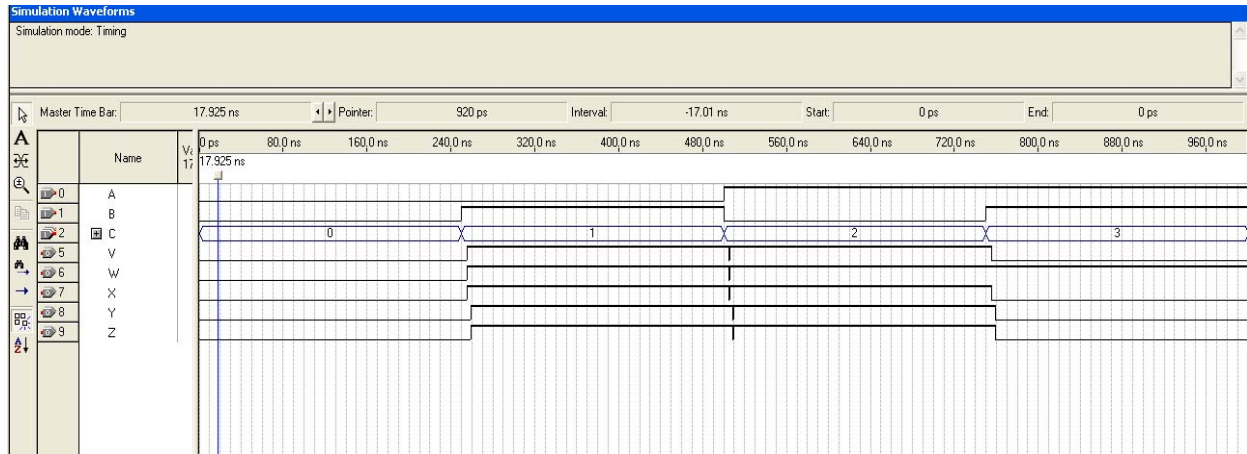 Simulation Waveforms
Simulation mode: Timing
Master Time Bar: 17.925 ns Pointer: 920 ps Interval: -17.01 ns Start: 0 ps End: 0 ps
Name
0 ps 80.0 ns 160.0 ns 240.0 ns 320.0 ns 400.0 ns 480.0 ns 560.0 ns 640.0 ns 720.0 ns 800.0 ns 880.0 ns 960.0 ns
17.925 ns
0 A
1 B
2 C 0 1 2 3
5 V
6 W
7 X
8 Y
9 Z